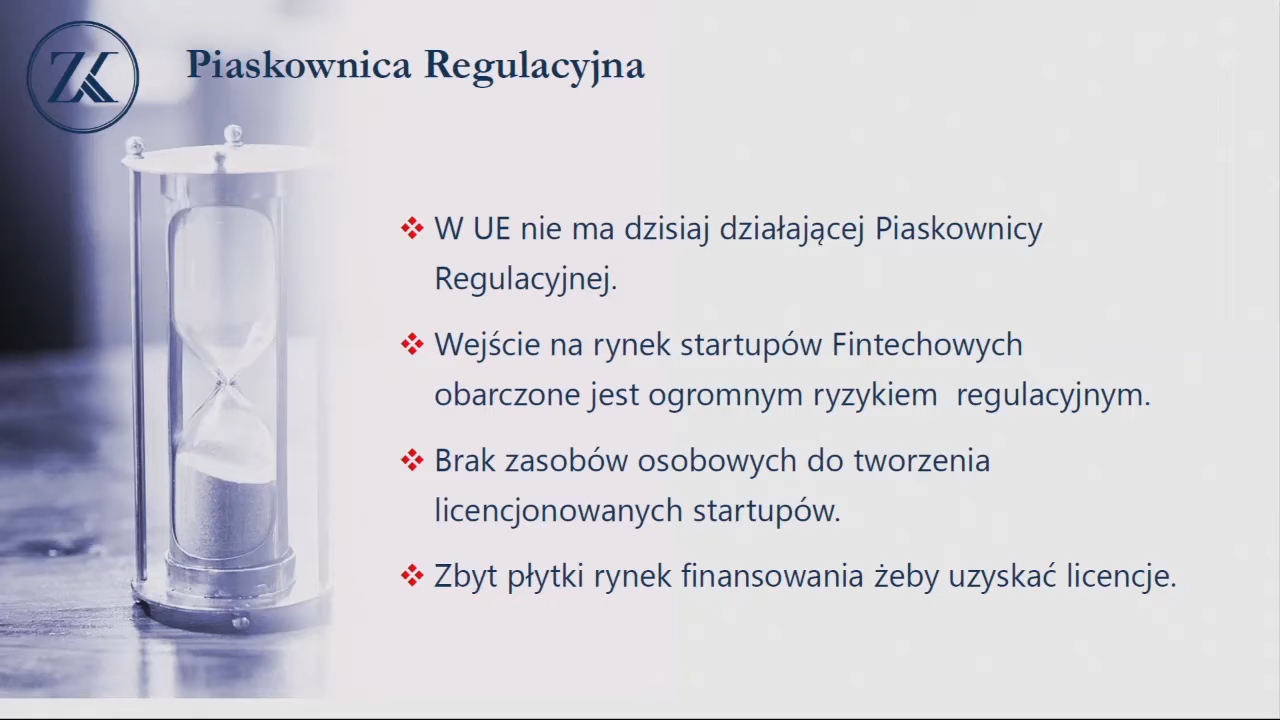 ZK
Piaskownica Regulacyjna
W UE nie ma dzisiaj działającej Piaskownicy
Regulacyjnej.
Wejście na rynek startupów Fintechowych
obarczone jest ogromnym ryzykiem regulacyjnym.
Brak zasobów osobowych do tworzenia
licencjonowanych startupów.
Zbyt płytki rynek finansowania żeby uzyskać licencje.